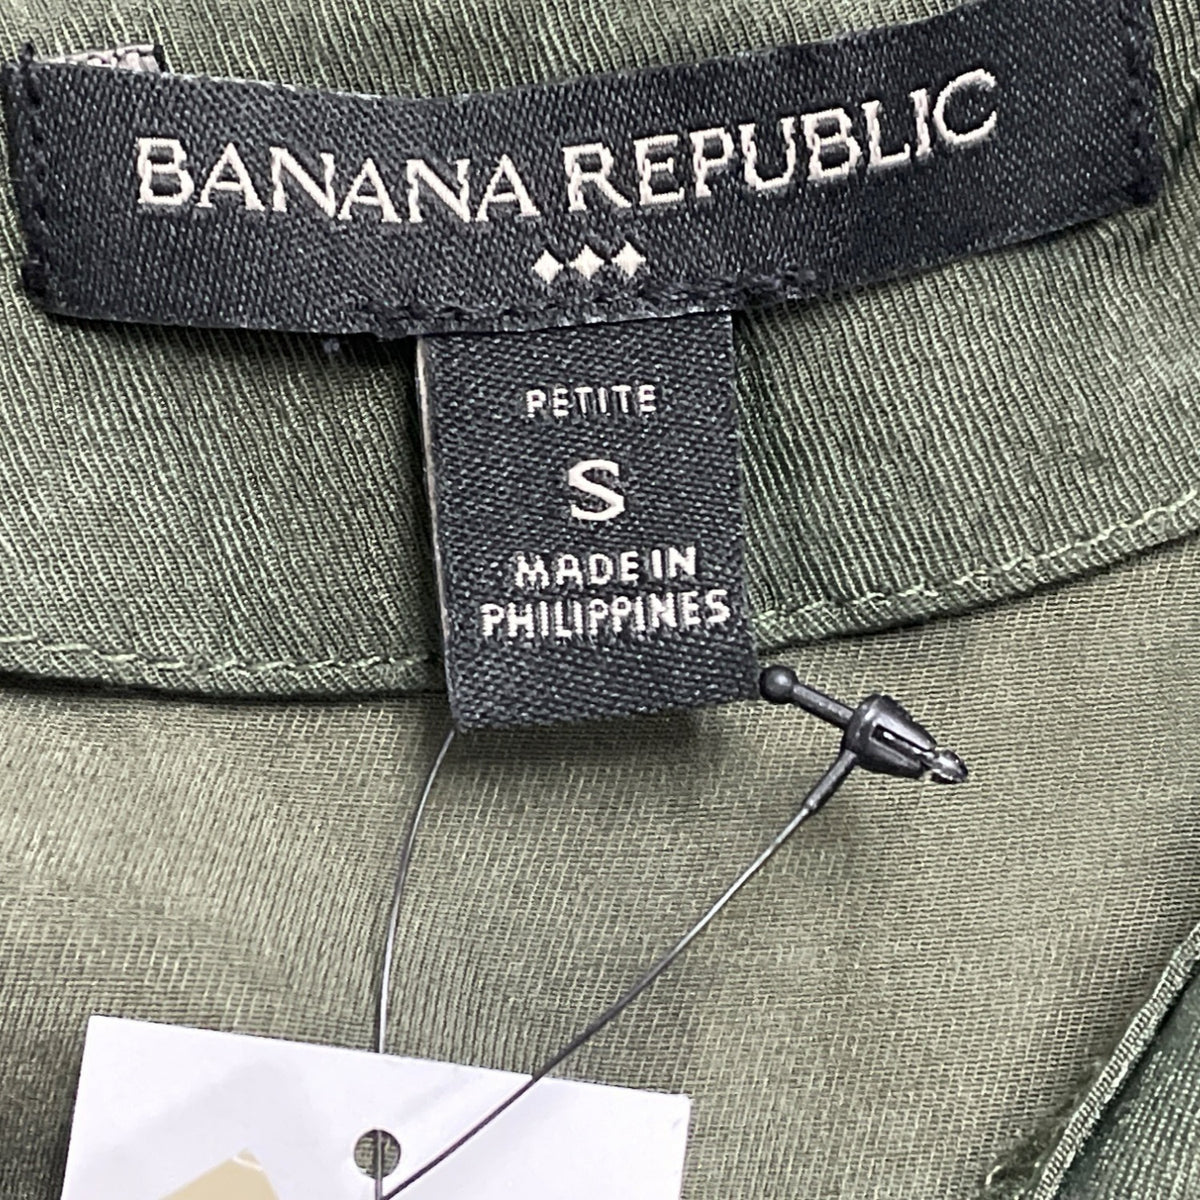 BANANA REPUBLIC
PETITE
S
MADE IN
PHILIPPINES